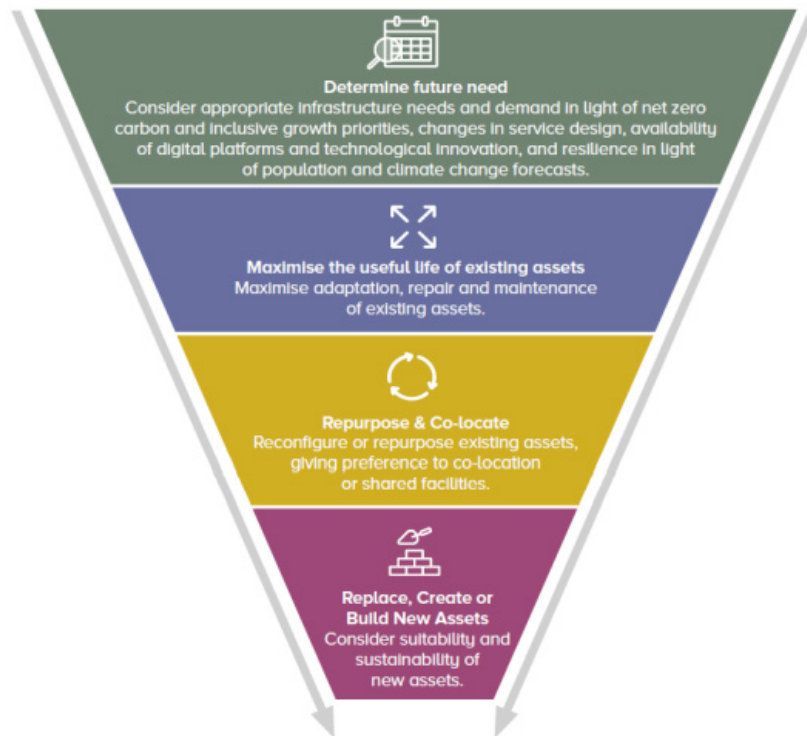 Determine future need
Consider appropriate infrastructure needs and demand in light of net zero
carbon and inclusive growth priorities, changes in service design, availability
of digital platforms and technological innovation, and resilience in light
of population and climate change forecasts.
Maximise the useful life of existing assets
Maximise adaptation, repair and maintenance
of existing assets.
Repurpose & Co-locate
Reconfigure or repurpose existing assets,
giving preference to co-location
or shared facilities.
Replace, Create or
Build New Assets
Consider suitability and
sustainability of
new assets.